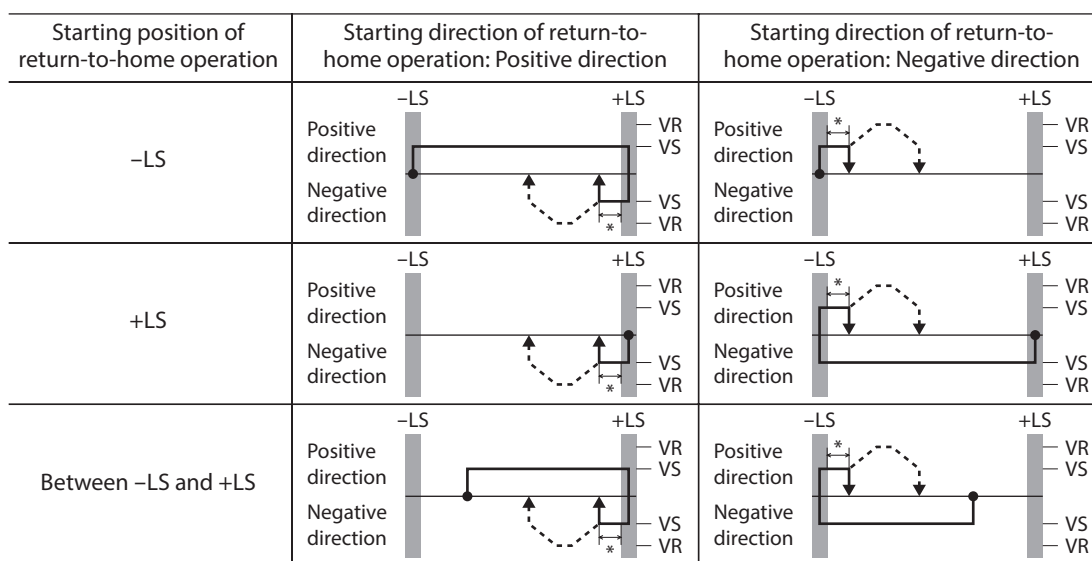 Starting position of
return-to-home operation
Starting direction of return-to-
home operation: Positive direction
Starting direction of return-to-
home operation: Negative direction
–LS
–LS
+LS
Positive
direction
Negative
direction
VR
VS
VS
VR
*
–LS
+LS
Positive
direction
Negative
direction
VR
VS
VS
VR
*
+LS
–LS
+LS
Positive
direction
Negative
direction
VR
VS
VS
VR
*
–LS
+LS
Positive
direction
Negative
direction
VR
VS
VS
VR
*
Between –LS and +LS
–LS
+LS
Positive
direction
Negative
direction
VR
VS
VS
VR
*
–LS
+LS
Positive
direction
Negative
direction
VR
VS
VS
VR
*